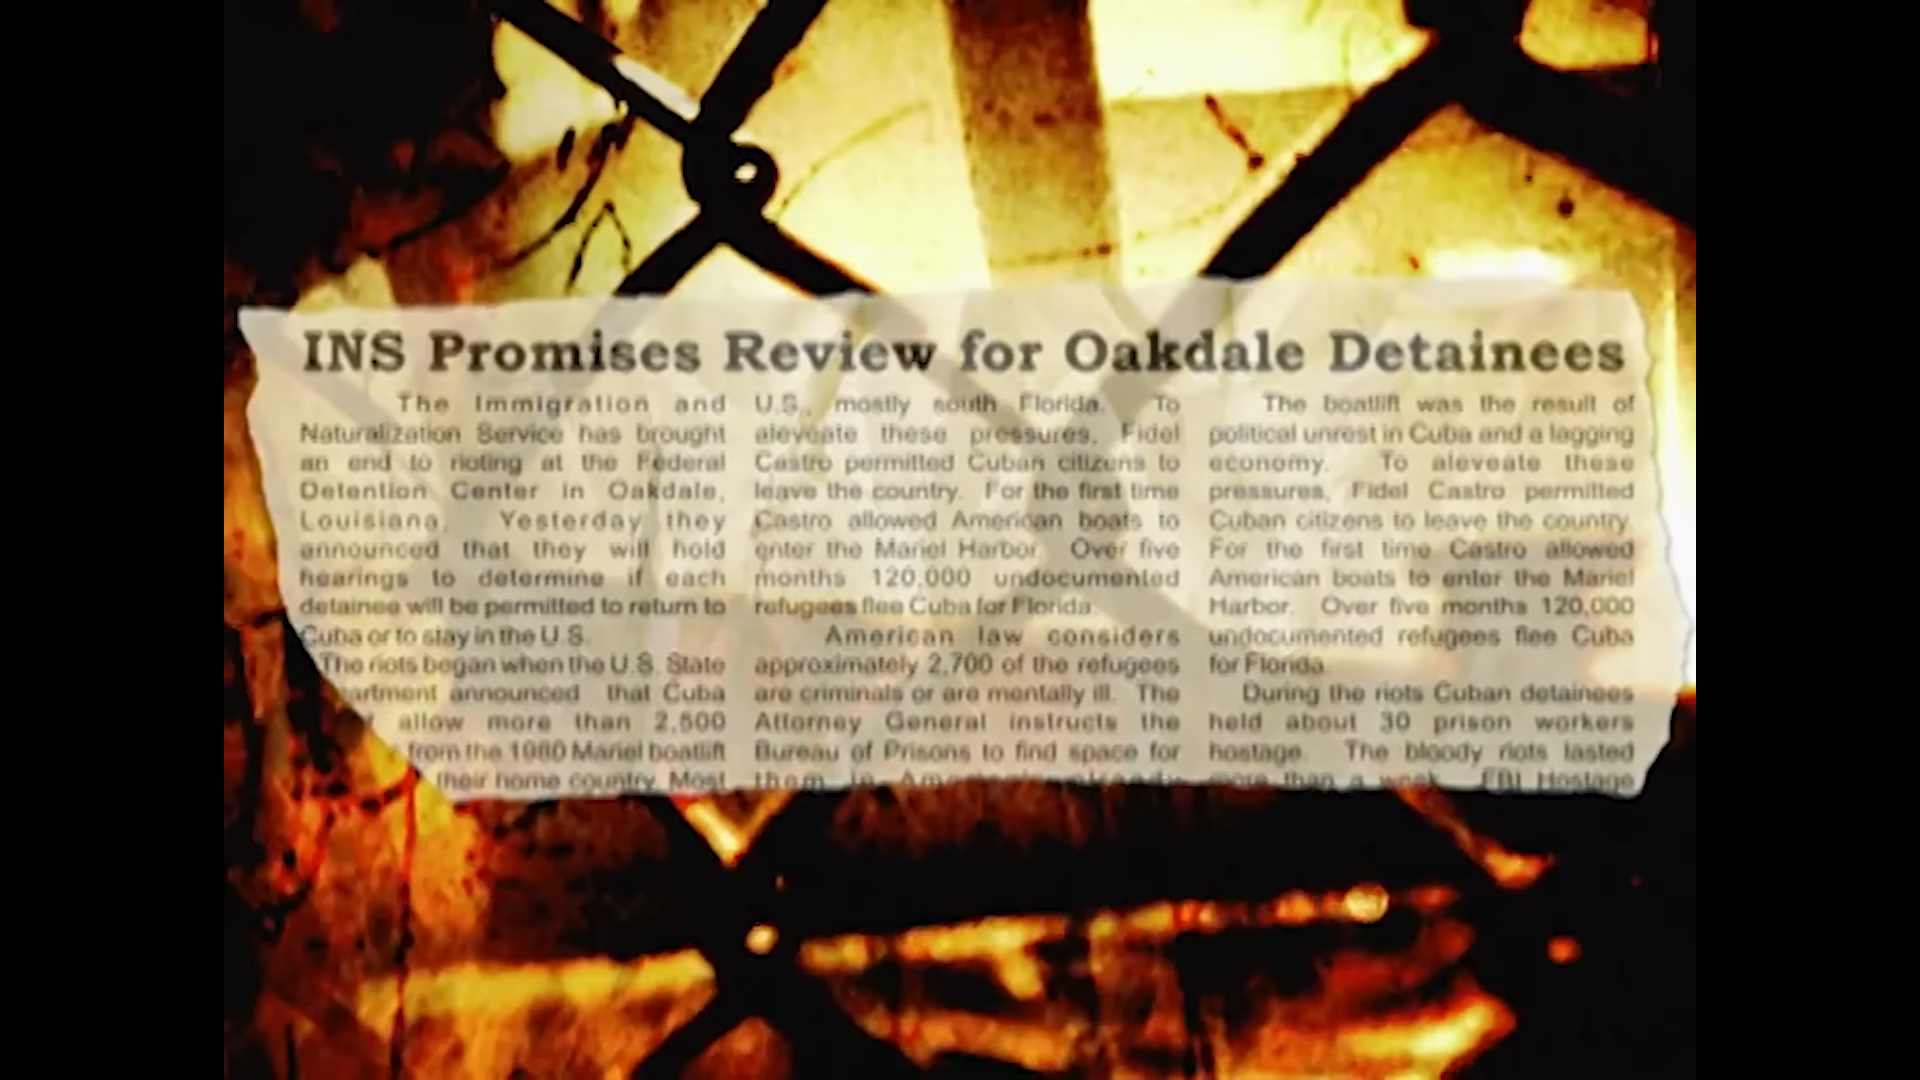 INS Promises Review for Oakdale Detainees
The Immigration and
Naturalization Service has brought
an end to rioting at the Federal
Detention Center in Oakdale,
Louisiana. Yesterday they
announced that they will hold
hearings to determine if each
detainee will be permitted to return to
Cuba or to stay in the U.S.
The riots began when the U.S. State
artment announced that Cuba
allow more than 2,500
from the 1980 Mariel boatlift
their home country. Most
U.S., mostly south Florida. To
aleveate these pressures, Fidel
Castro permitted Cuban citizens to
leave the country. For the first time
Castro allowed American boats to
enter the Mariel Harbor. Over five
months 120,000 undocumented
refugees flee Cuba for Florida.
American law considers
approximately 2,700 of the refugees
are criminals or are mentally ill. The
Attorney General instructs the
Bureau of Prisons to find space for
them in
The boatlift was the result of
political unrest in Cuba and a lagging
economy. To aleveate these
pressures, Fidel Castro permitted
Cuban citizens to leave the country.
For the first time Castro allowed
American boats to enter the Mariel
Harbor. Over five months 120,000
undocumented refugees flee Cuba
for Florida.
During the riots Cuban detainees
held about 30 prison workers
hostage. The bloody riots lasted
more than a week. FBI Hostage